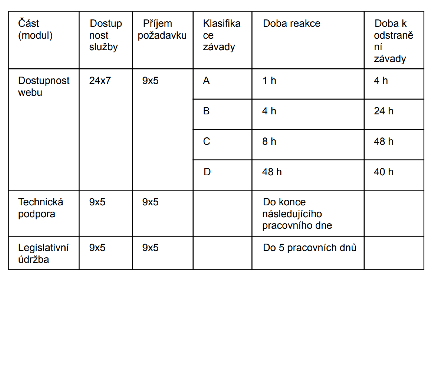 Část
(modul)
Dostup
nost
služby
Příjem
požadavku
Klasifika
ce
závady
Doba reakce
Doba k
odstraně
ní
závady
Dostupnost
webu
24x7
9x5
A
1 h
4 h
B
4 h
24 h
C
8 h
48 h
D
48 h
40 h
Technická
podpora
9x5
9x5
Do konce
následujícího
pracovního dne
Legislativní
údržba
9x5
9x5
Do 5 pracovních dnů